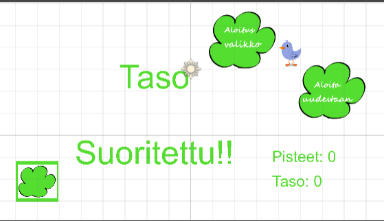 Aloitus
valikko
Taso
Aloita
uudestaan
Suoritettu!!
Pisteet: 0
Taso: 0